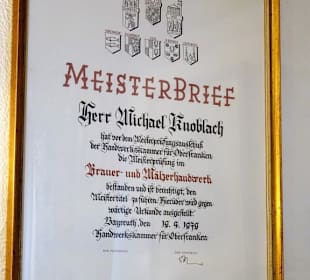 MEISTERBRIEF
Herr Michael Knoblach
hat vor dem Meisterprüfungsausschuß
der Handwerkskammer für Oberfranken
die Meisterprüfung im
Brauer- und Mälzerhandwerk
bestanden und ist berechtigt, den
Meistertitel zu führen. Hierüber wird gegen-
wärtige Urkunde ausgestellt.
Bayreuth, 19. 9. 1979
Handwerkskammer für Oberfranken